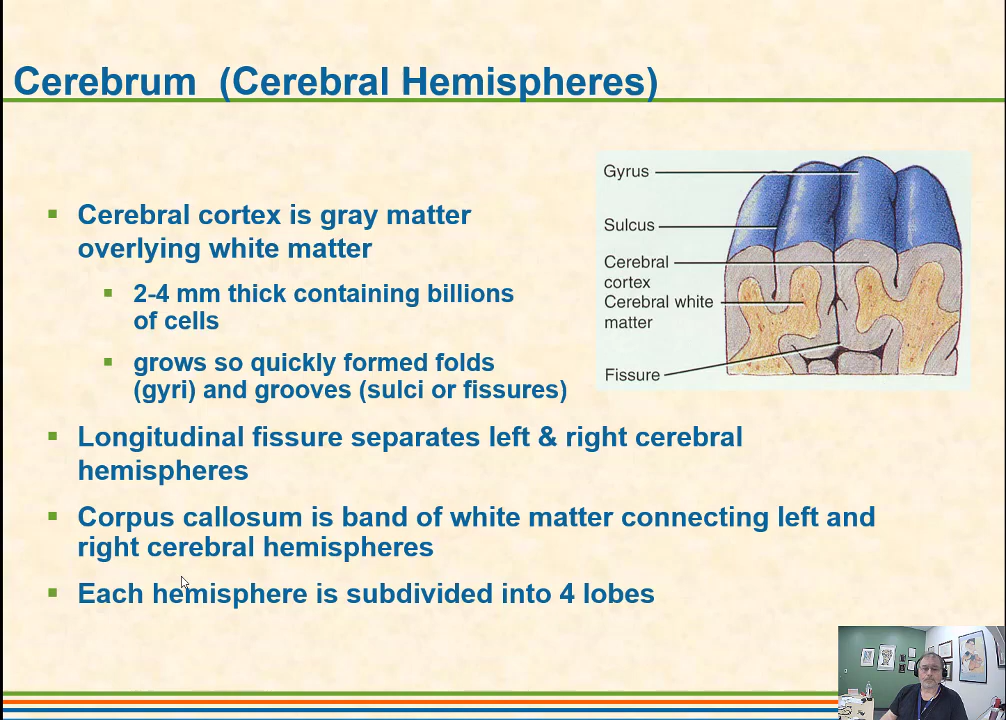 Cerebrum (Cerebral Hemispheres)
Cerebral cortex is gray matter
overlying white matter
2-4 mm thick containing billions
of cells
grows so quickly formed folds
(gyri) and grooves (sulci or fissures)
Longitudinal fissure separates left & right cerebral
hemispheres
Corpus callosum is band of white matter connecting left and
right cerebral hemispheres
Each hemisphere is subdivided into 4 lobes
Gyrus
Sulcus
Cerebral
cortex
Cerebral white
matter
Fissure